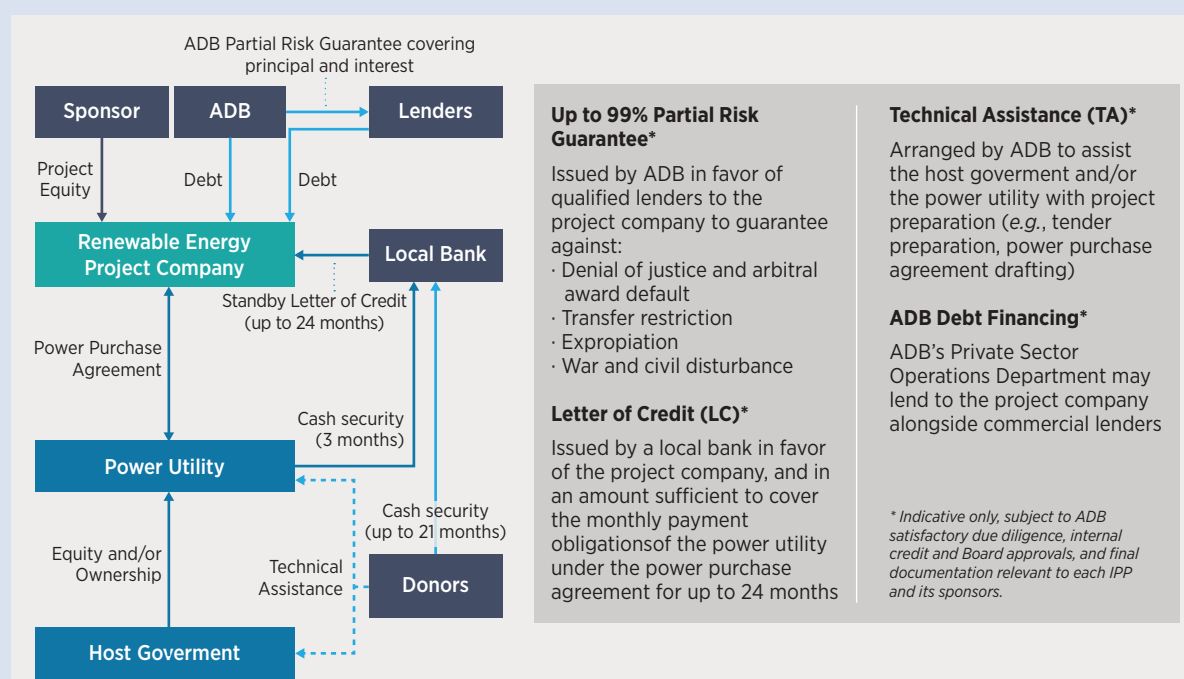 ADB Partial Risk Guarantee covering
principal and interest
Sponsor
ADB
Lenders
Project
Equity
Debt
Debt
Renewable Energy
Project Company
Local Bank
Standby Letter of Credit
(up to 24 months)
Power Purchase
Agreement
Cash security
(3 months)
Power Utility
Cash security
(up to 21 months)
Equity and/or
Ownership
Technical
Assistance
Donors
Host Goverment
Up to 99% Partial Risk
Guarantee*
Issued by ADB in favor of
qualified lenders to the
project company to guarantee
against:
· Denial of justice and arbitral
award default
· Transfer restriction
· Expropiation
· War and civil disturbance
Letter of Credit (LC)*
Issued by a local bank in favor
of the project company, and in
an amount sufficient to cover
the monthly payment
obligationsof the power utility
under the power purchase
agreement for up to 24 months
Technical Assistance (TA)*
Arranged by ADB to assist
the host goverment and/or
the power utility with project
preparation (e.g., tender
preparation, power purchase
agreement drafting)
ADB Debt Financing*
ADB's Private Sector
Operations Department may
lend to the project company
alongside commercial lenders
* Indicative only, subject to ADB
satisfactory due diligence, internal
credit and Board approvals, and final
documentation relevant to each IPP
and its sponsors.